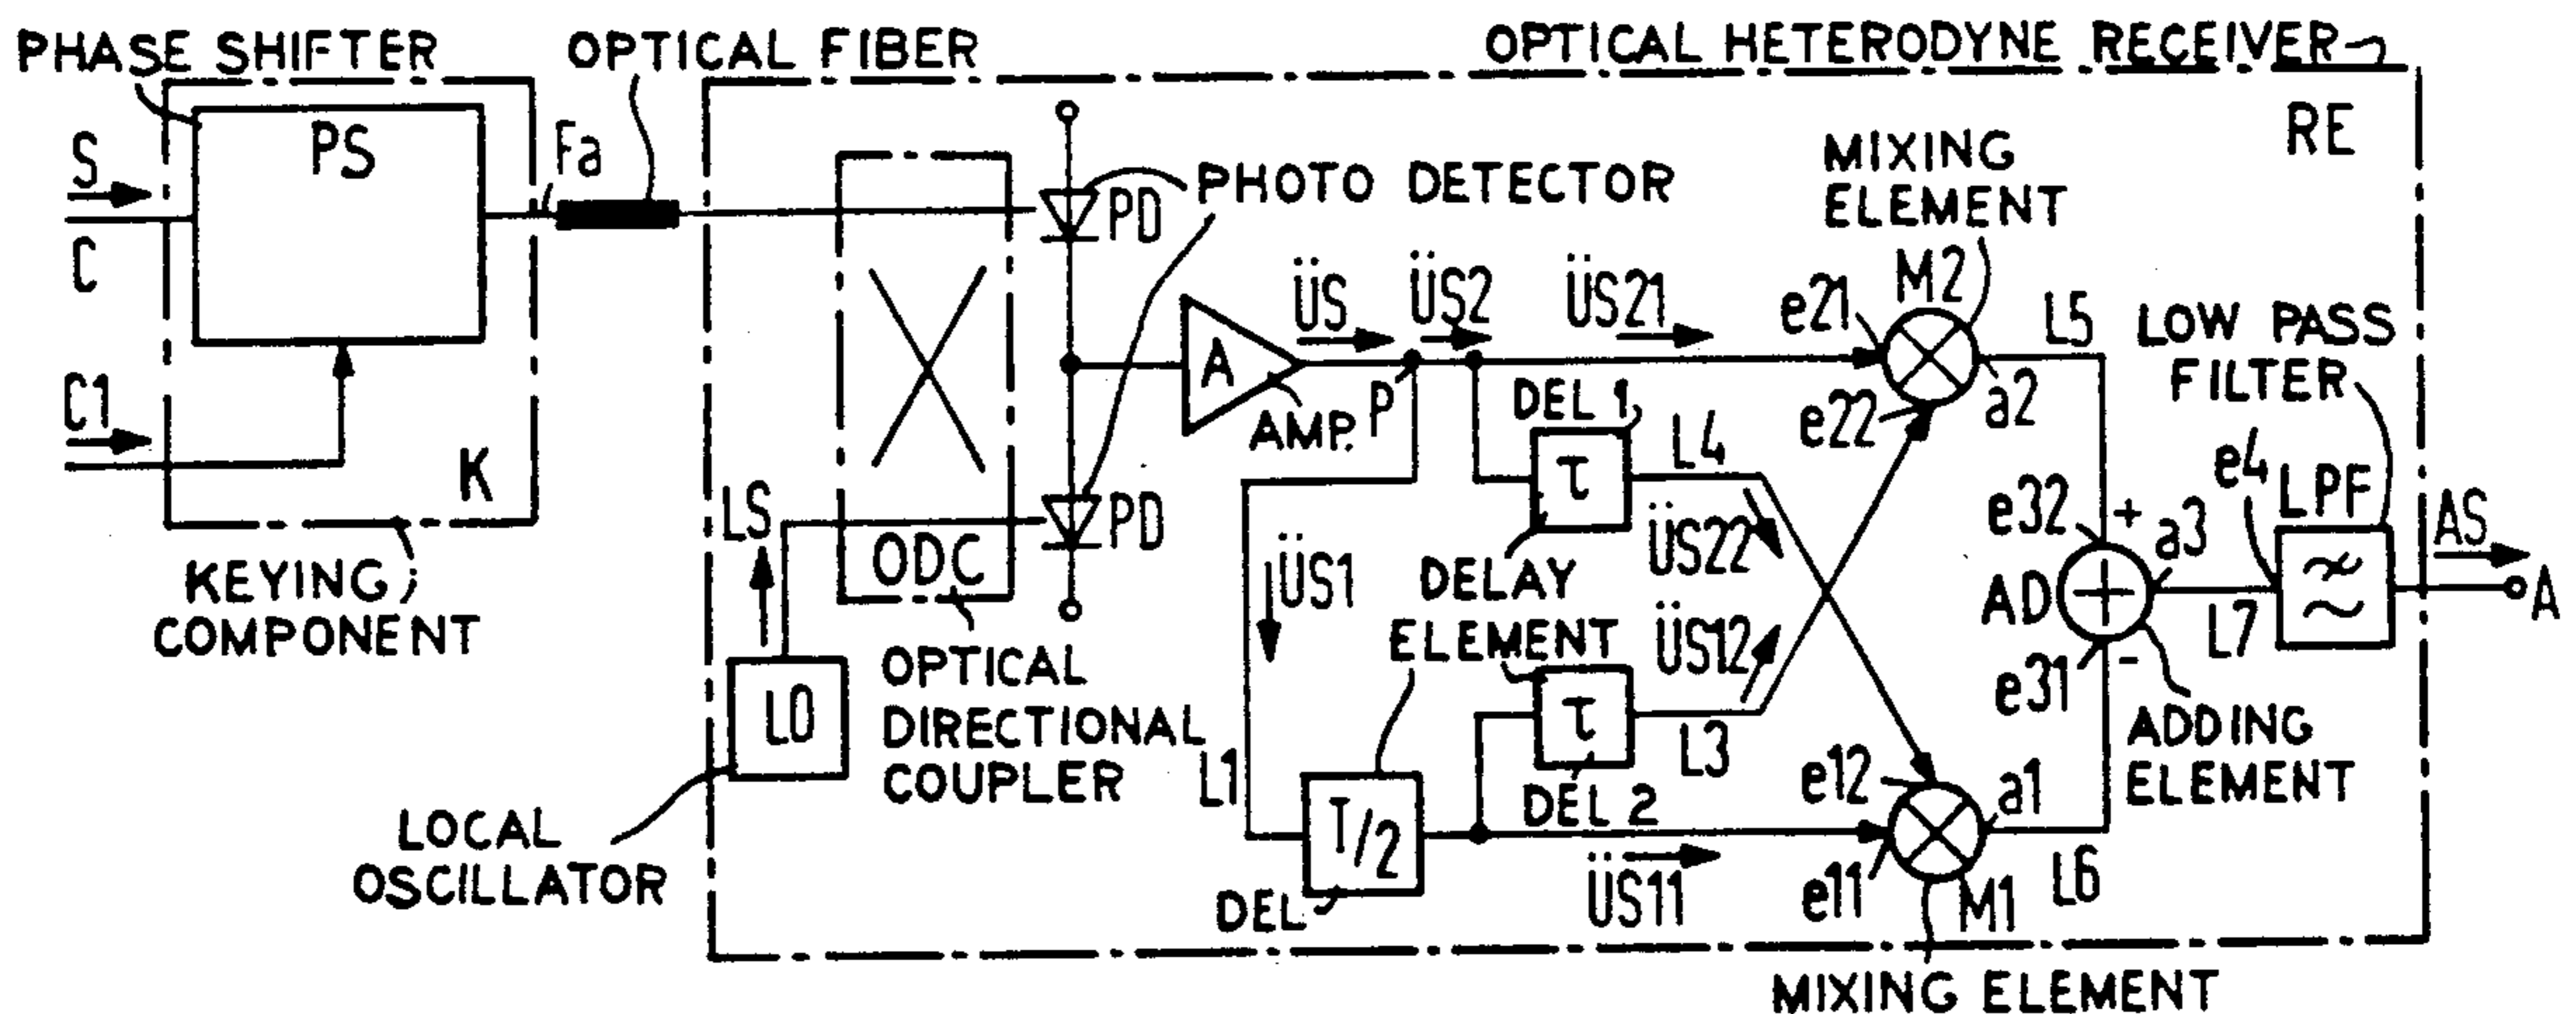 PHASE SHIFTER
OPTICAL FIBER
OPTICAL HETERODYNE RECEIVER
RE
PS
S
C
C1
K
KEYING
COMPONENT
Fa
PD
PHOTO DETECTOR
PD
ODC
OPTICAL
DIRECTIONAL
COUPLER
LS
LO
LOCAL
OSCILLATOR
A
AMP.
ÜS
P
ÜS2
ÜS21
ÜS1
L1
DEL 1
τ
L4
ÜS22
DELAY
ELEMENT
ÜS12
τ
L3
DEL 2
T/2
DEL
ÜS11
MIXING
ELEMENT
M2
e21
e22
a2
L5
e12
e11
a1
M1
L6
MIXING ELEMENT
e32
+
a3
AD
+
e31
-
ADDING
ELEMENT
L7
LOW PASS
FILTER
e4
LPF
AS
A